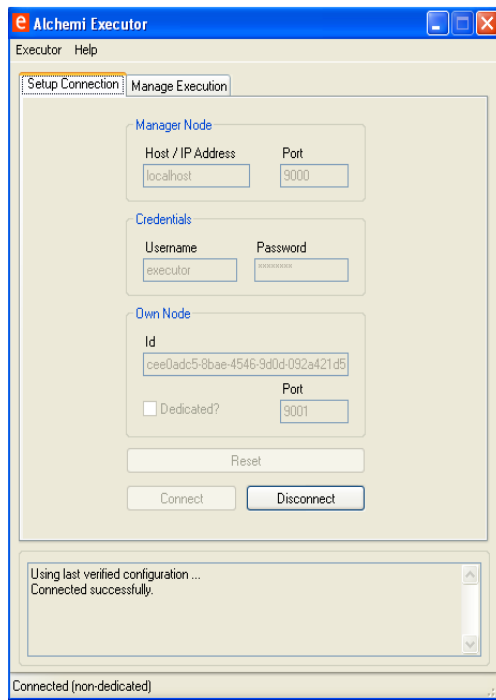 e Alchemi Executor
Executor Help
Setup Connection Manage Execution
Manager Node
Host / IP Address Port
localhost 9000
Credentials
Username Password
executor ********
Own Node
Id
cee0adc5-8bae-4546-9d0d-092a421d5
Port
Dedicated? 9001
Reset
Connect Disconnect
Using last verified configuration ...
Connected successfully.
Connected (non-dedicated)